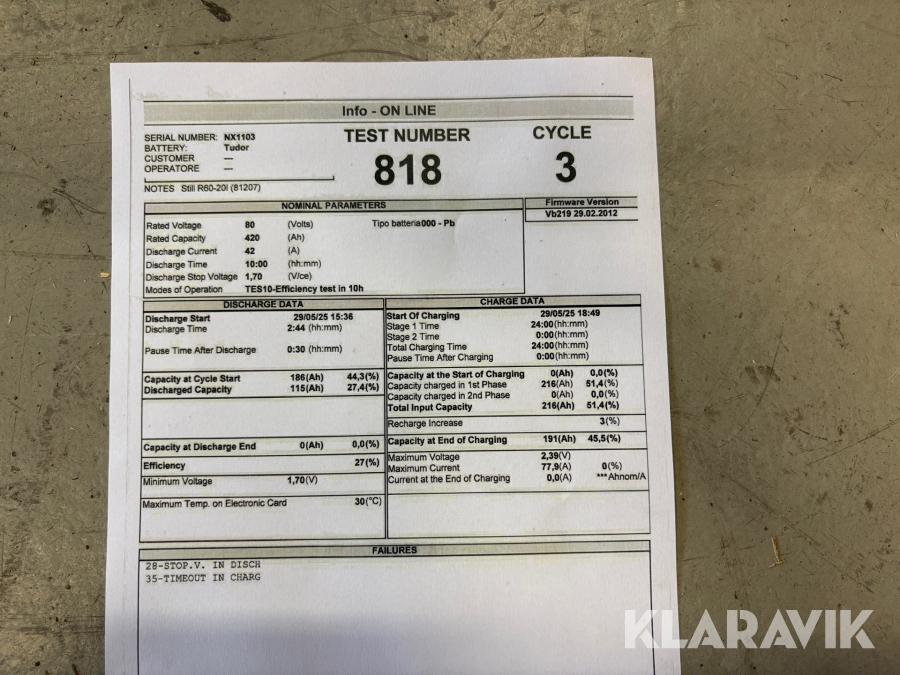 Info - ON LINE
SERIAL NUMBER: NX1103
BATTERY: Tudor
CUSTOMER ---
OPERATORE ---
NOTES Still R60-20I (81207)
TEST NUMBER
818
CYCLE
3
Firmware Version
Vb219 29.02.2012
NOMINAL PARAMETERS
Rated Voltage 80 (Volts) Tipo batteria000 - Pb
Rated Capacity 420 (Ah)
Discharge Current 42 (A)
Discharge Time 10:00 (hh:mm)
Discharge Stop Voltage 1,70 (V/ce)
Modes of Operation TES10-Efficiency test in 10h
DISCHARGE DATA
Discharge Start 29/05/25 15:36
Discharge Time 2:44 (hh:mm)
Pause Time After Discharge 0:30 (hh:mm)
Capacity at Cycle Start 186(Ah) 44,3(%)
Discharged Capacity 115(Ah) 27,4(%)
Capacity at Discharge End 0(Ah) 0,0(%)
Efficiency 27(%)
Minimum Voltage 1,70(V)
Maximum Temp. on Electronic Card 30(°C)
CHARGE DATA
Start Of Charging 29/05/25 18:49
Stage 1 Time 24:00(hh:mm)
Stage 2 Time 0:00(hh:mm)
Total Charging Time 24:00(hh:mm)
Pause Time After Charging 0:00(hh:mm)
Capacity at the Start of Charging 0(Ah) 0,0(%)
Capacity charged in 1st Phase 216(Ah) 51,4(%)
Capacity charged in 2nd Phase 0(Ah) 0,0(%)
Total Input Capacity 216(Ah) 51,4(%)
Recharge Increase 3(%)
Capacity at End of Charging 191(Ah) 45,5(%)
Maximum Voltage 2,39(V)
Maximum Current 77,9(A) 0(%)
Current at the End of Charging 0,0(A) ***Ahnom/A
FAILURES
28-STOP.V. IN DISCH
35-TIMEOUT IN CHARG
KLARAVIK